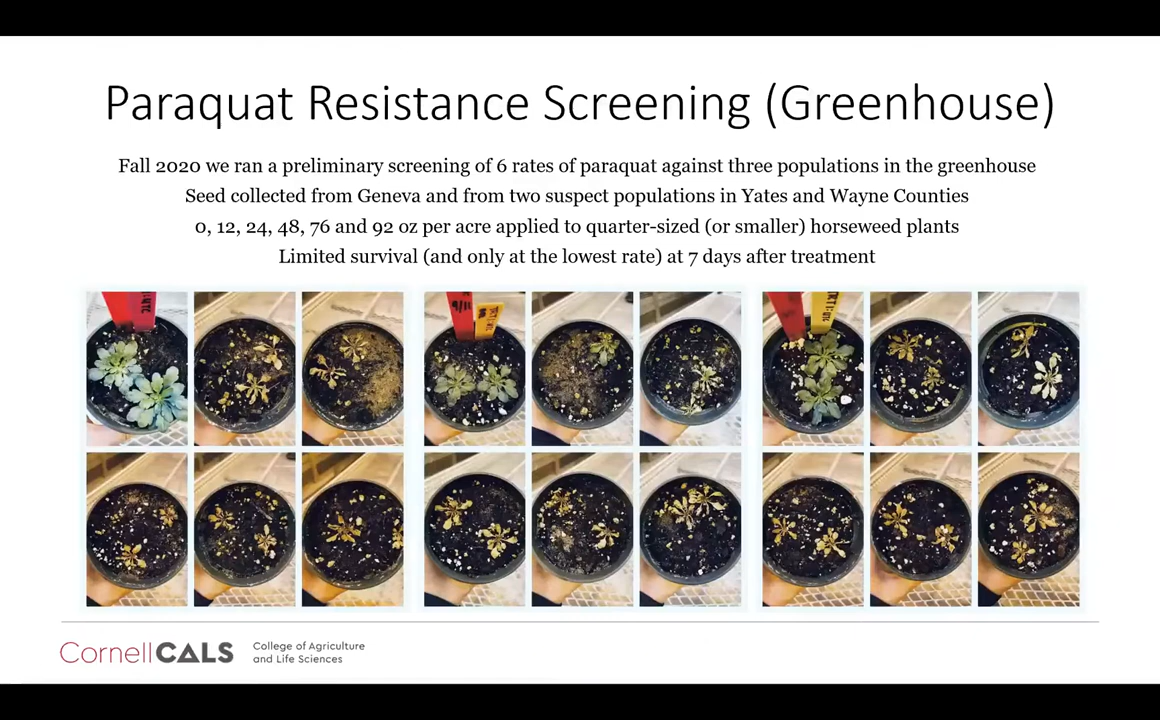 Paraquat Resistance Screening (Greenhouse)
Fall 2020 we ran a preliminary screening of 6 rates of paraquat against three populations in the greenhouse
Seed collected from Geneva and from two suspect populations in Yates and Wayne Counties
0, 12, 24, 48, 76 and 92 oz per acre applied to quarter-sized (or smaller) horseweed plants
Limited survival (and only at the lowest rate) at 7 days after treatment
CornellCALS
College of Agriculture
and Life Sciences